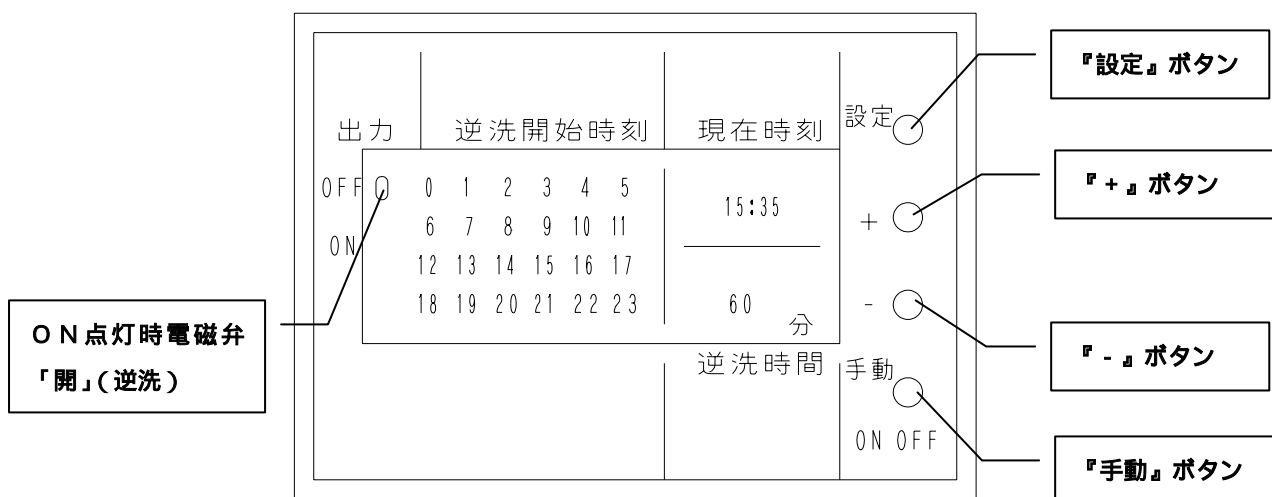 『設定』ボタン
出力 逆洗開始時刻 現在時刻 設定
OFF 0 1 2 3 4 5
15:35
+
『+』ボタン
6 7 8 9 10 11
ON
12 13 14 15 16 17
18 19 20 21 22 23
60
分
-
『-』ボタン
ON点灯時電磁弁
「開」(逆洗)
逆洗時間
手動
ON OFF
『手動』ボタン